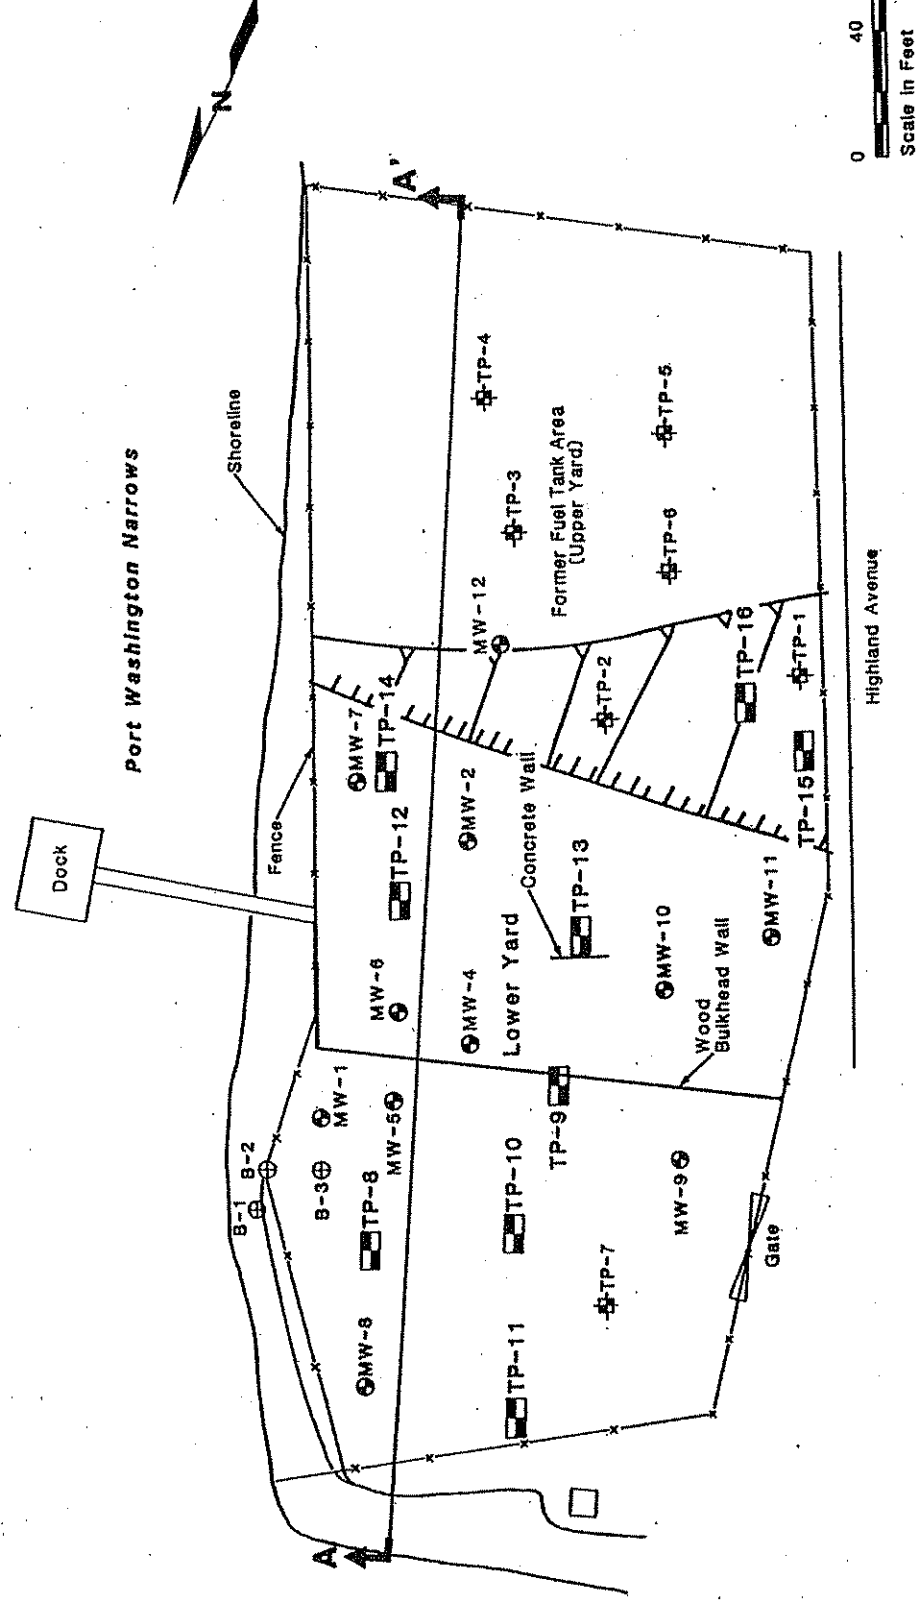 Port Washington Narrows
N
Shoreline
A'
0 40
Scale in Feet
Dock
Fence
TP-4
TP-3
TP-5
TP-6
Former Fuel Tank Area
(Upper Yard)
MW-12
TP-2
TP-16
TP-1
TP-15
Highland Avenue
MW-7
TP-14
MW-2
Concrete Wall
TP-12
TP-13
MW-11
MW-10
MW-6
MW-4
Lower Yard
Wood
Bulkhead Wall
MW-1
MW-5
TP-9
B-2
B-1
B-3
TP-8
TP-10
MW-9
Gate
TP-7
MW-8
TP-11
A